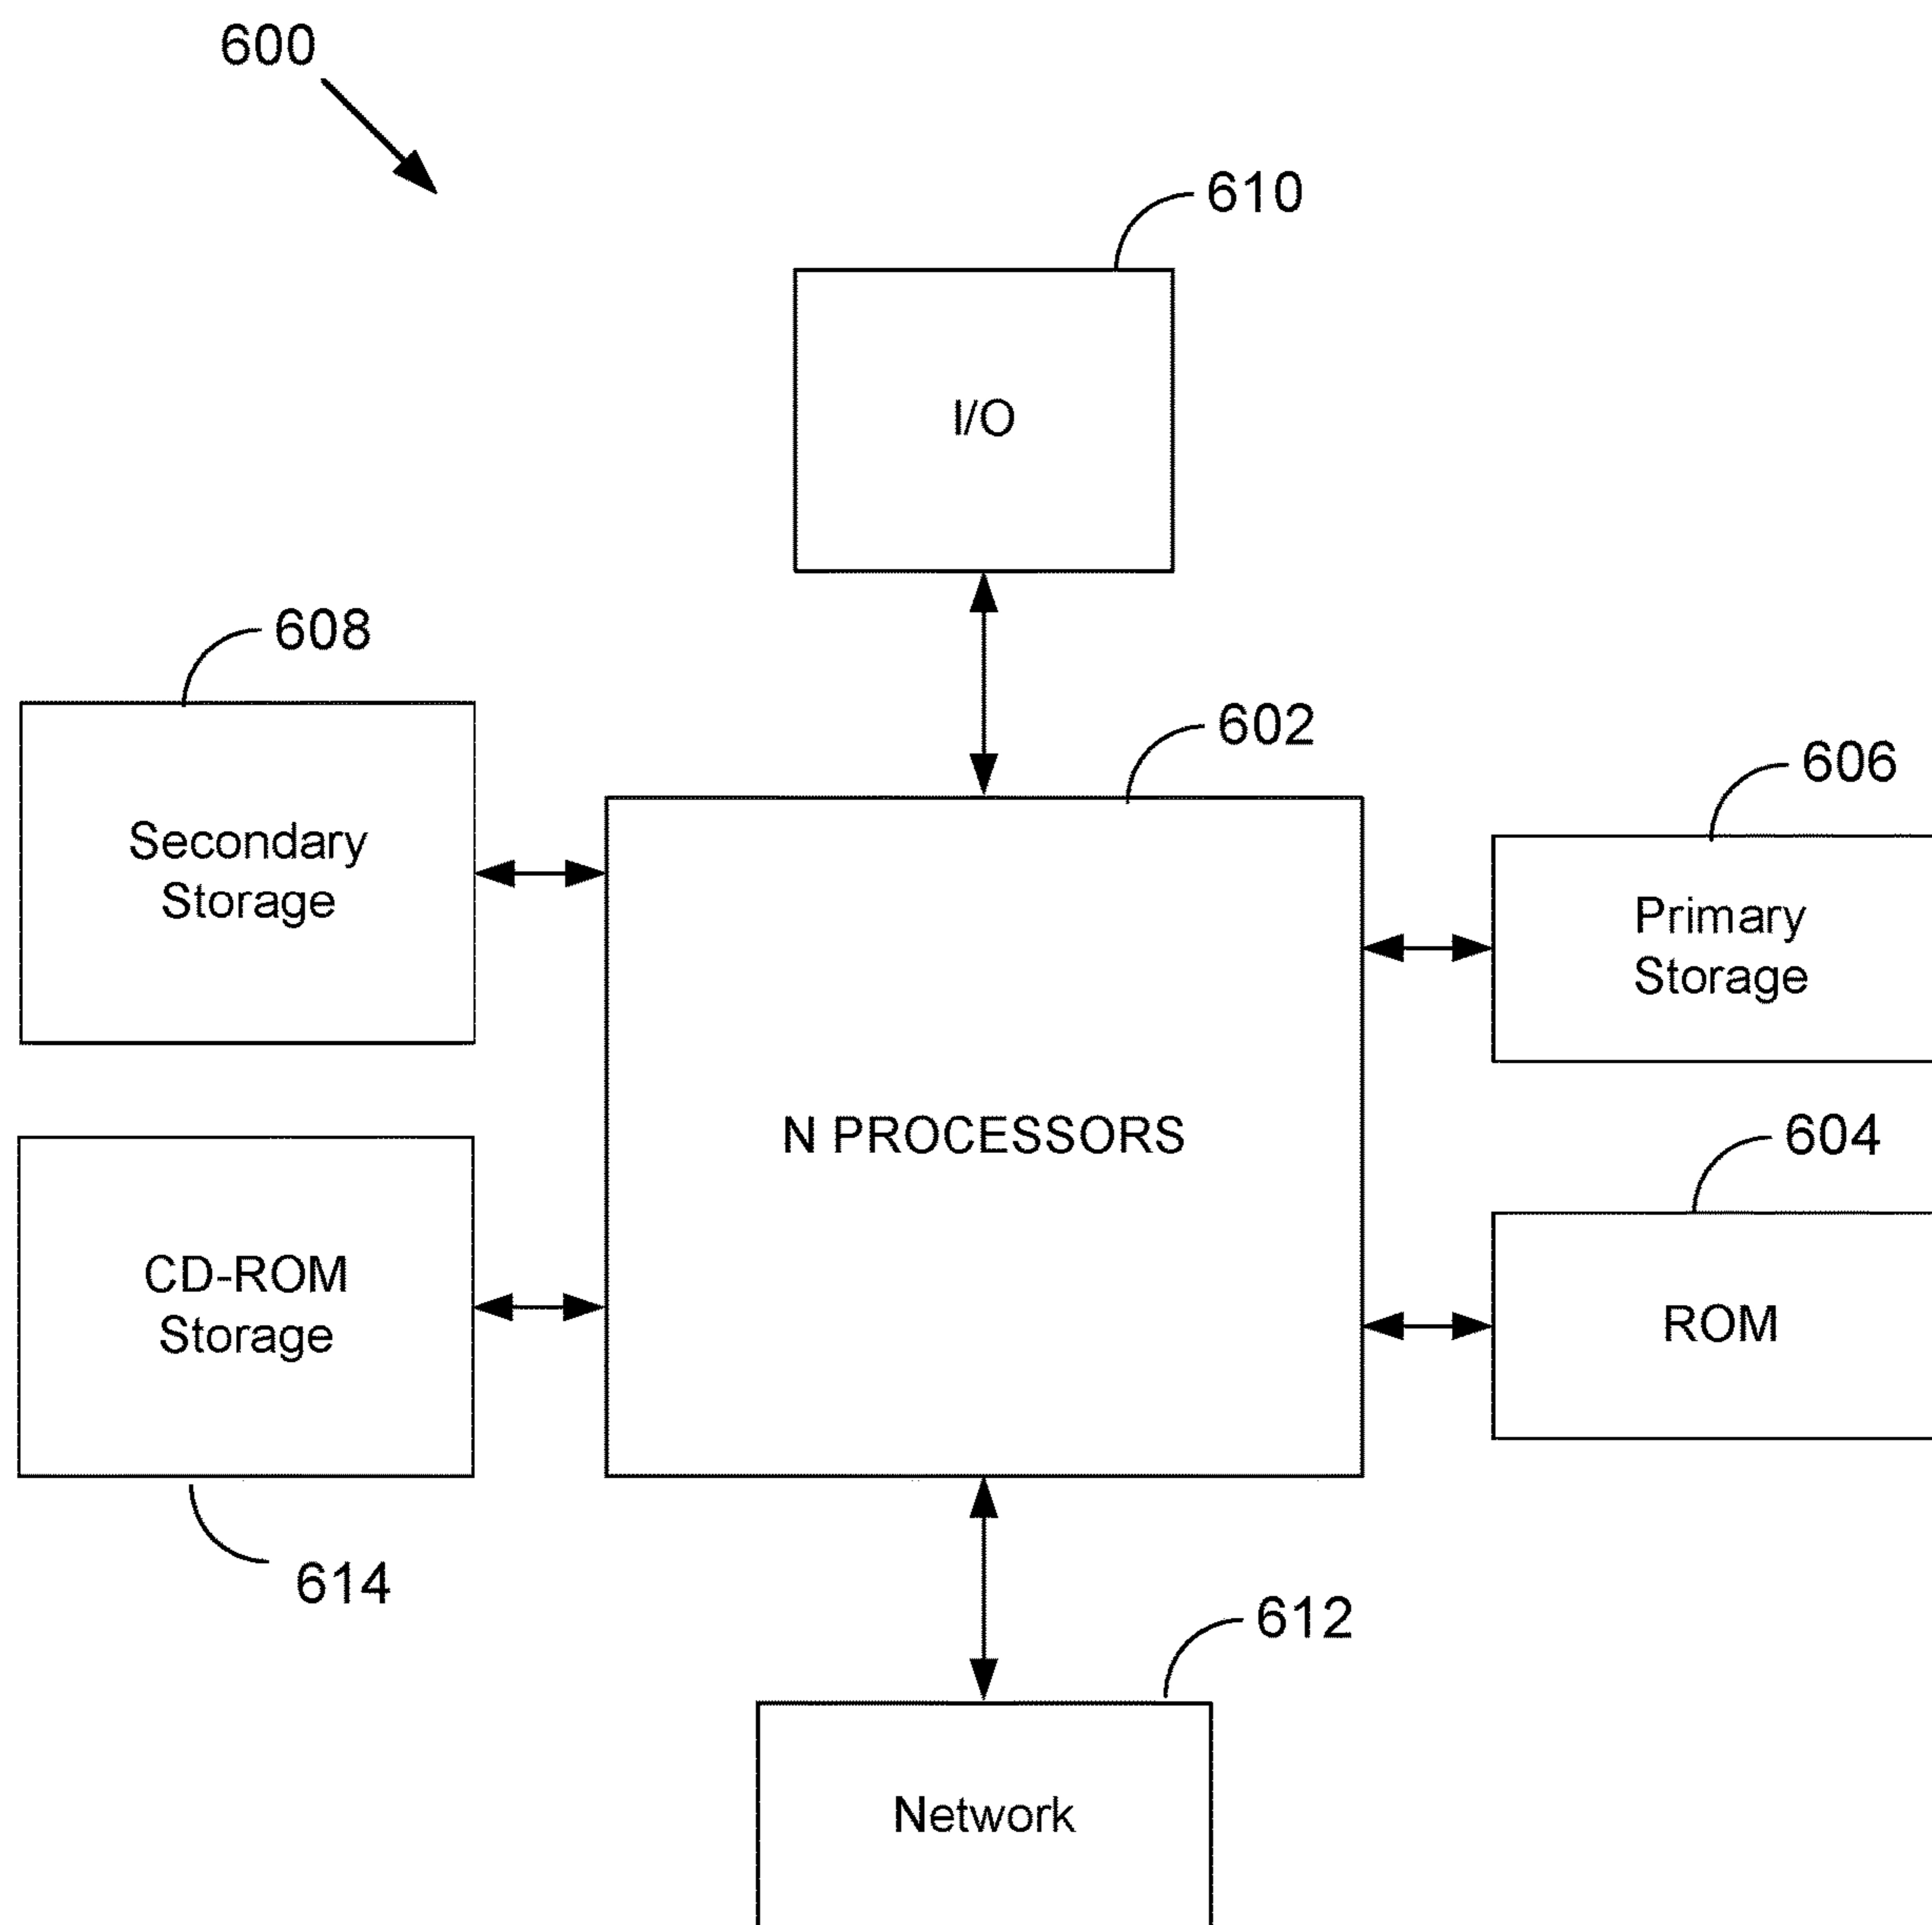 600
610
I/O
608
602
606
Secondary
Storage
Primary
Storage
N PROCESSORS
604
CD-ROM
Storage
ROM
614
612
Network